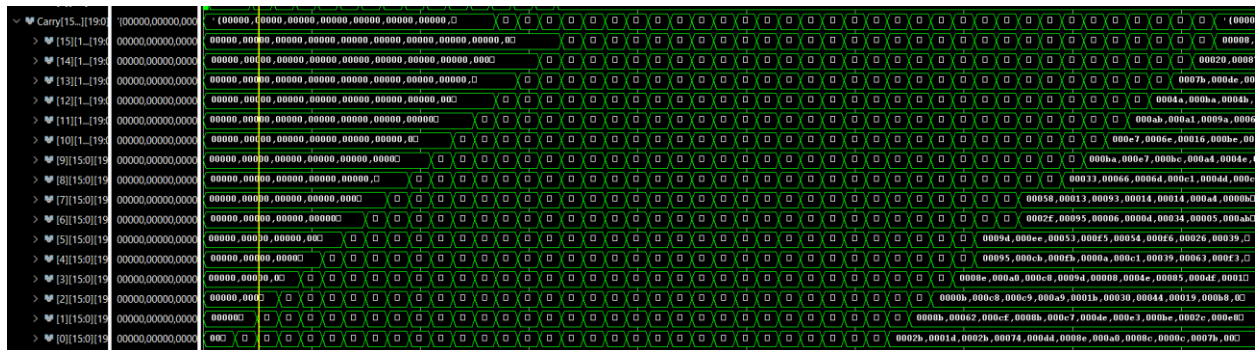 Carry[15...][19:0] '{00000,00000,000 '{00000,00000,00000,00000,00000,00000,00000, '{0000
[15][1...[19:0 00000,00000,0000 00000,00000,00000,00000,00000,00000,00000,00000,00000,0 00008,
[14][1...[19:0 00000,00000,0000 00000,00000,00000,00000,00000,00000,00000,00000,000 00020,0008
[13][1...[19:0 00000,00000,0000 00000,00000,00000,00000,00000,00000,00000,00000, 0007b,000de,00
[12][1...[19:0 00000,00000,0000 00000,00000,00000,00000,00000,00000,00000,00 0004a,000ba,0004b,
[11][1...[19:0 00000,00000,0000 00000,00000,00000,00000,00000,00000,00000 000ab,000a1,0009a,0006
[10][1...[19:0 00000,00000,0000 00000,00000,00000,00000,00000,00000,0 000e7,0006e,00016,000be,00
[9][15:0][19 00000,00000,0000 00000,00000,00000,00000,00000,0000 000ba,000e7,000bc,000a4,0004e,
[8][15:0][19 00000,00000,0000 00000,00000,00000,00000,00000, 00033,00066,0006d,000c1,000dd,000c
[7][15:0][19 00000,00000,0000 00000,00000,00000,00000,000 00058,00013,00093,00014,00014,000a4,0000b
[6][15:0][19 00000,00000,0000 00000,00000,00000,00000 0002f,00095,00006,0000d,00034,00005,000ab
[5][15:0][19 00000,00000,0000 00000,00000,00000,00 0009d,000ee,00053,000f5,00054,000f6,00026,00039,
[4][15:0][19 00000,00000,0000 00000,00000,0000 00095,000cb,000fb,0000a,000c1,00039,00063,000f3,
[3][15:0][19 00000,00000,0000 00000,00000,0 0008e,000a0,000c8,0009d,00008,0004e,00085,000df,0001
[2][15:0][19 00000,00000,0000 00000,000 0000b,000c8,000c9,000a9,0001b,00030,00044,00019,000b8,0
[1][15:0][19 00000,00000,0000 00000 0008b,00062,000cf,0008b,000c7,000de,000e3,000be,0002c,000e8
[0][15:0][19 00000,00000,0000 00 0002b,0001d,0002b,00074,000dd,0008e,000a0,0008c,0000c,0007b,00